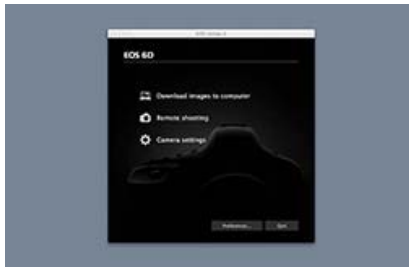 EOS 6D
Download images to computer
Remote shooting
Camera settings
Preferences...
Quit